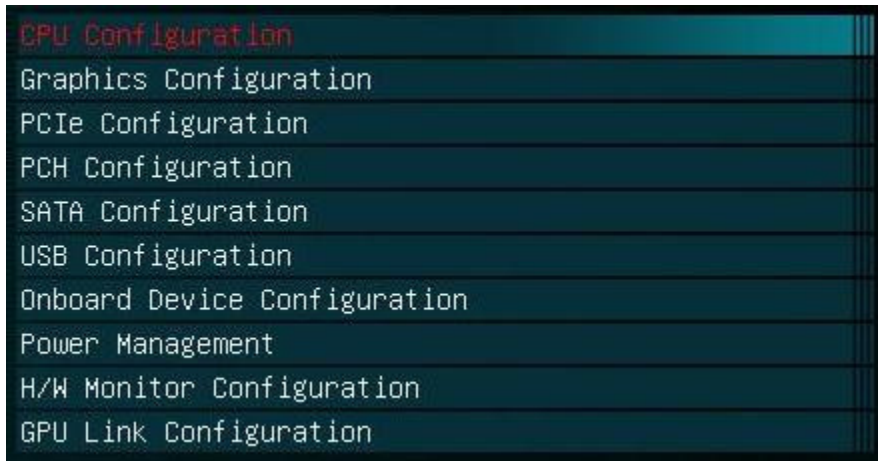 CPU Configuration
Graphics Configuration
PCIe Configuration
PCH Configuration
SATA Configuration
USB Configuration
Onboard Device Configuration
Power Management
H/W Monitor Configuration
GPU Link Configuration